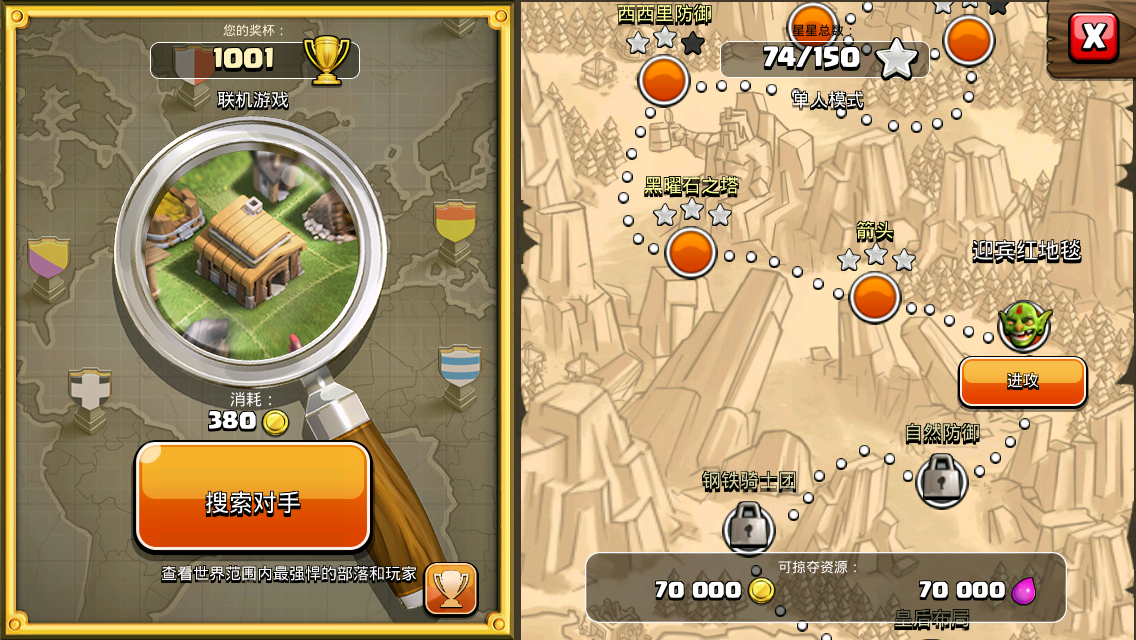 您的奖杯：
1001
联机游戏
消耗：
380
搜索对手
查看世界范围内最强悍的部落和玩家
西西里防御
星星总数：
74/150
X
单人模式
黑曜石之塔
箭头
迎宾红地毯
进攻
自然防御
钢铁骑士团
可掠夺资源：
70 000
70 000
皇后布局